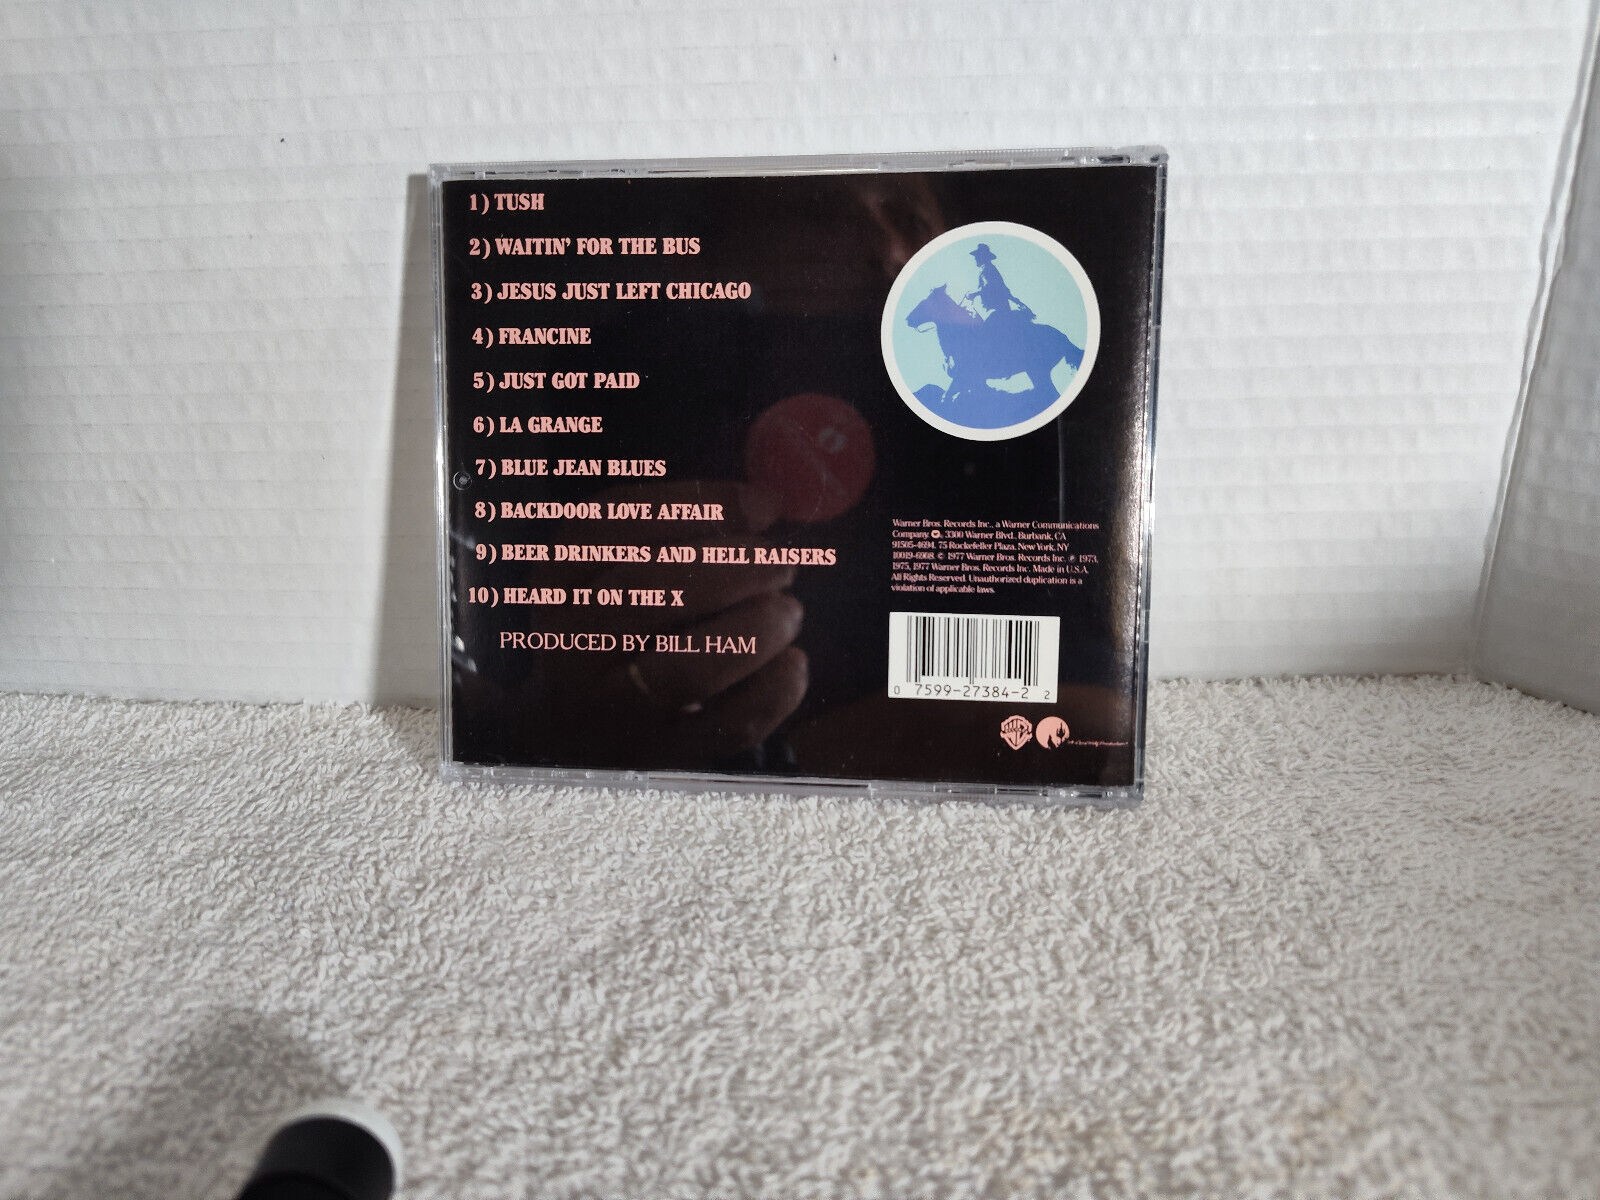 1) TUSH
2) WAITIN' FOR THE BUS
3) JESUS JUST LEFT CHICAGO
4) FRANCINE
5) JUST GOT PAID
6) LA GRANGE
7) BLUE JEAN BLUES
8) BACKDOOR LOVE AFFAIR
9) BEER DRINKERS AND HELL RAISERS
10) HEARD IT ON THE X
PRODUCED BY BILL HAM
Warner Bros. Records Inc., a Warner Communications
Company, 3300 Warner Blvd., Burbank, CA
91505-4694. 75 Rockefeller Plaza, New York, NY
10019-6908. © 1977 Warner Bros. Records Inc. ℗ 1973,
1975, 1977 Warner Bros. Records Inc. Made in U.S.A.
All Rights Reserved. Unauthorized duplication is a
violation of applicable laws.
0 7599-27384-2 2